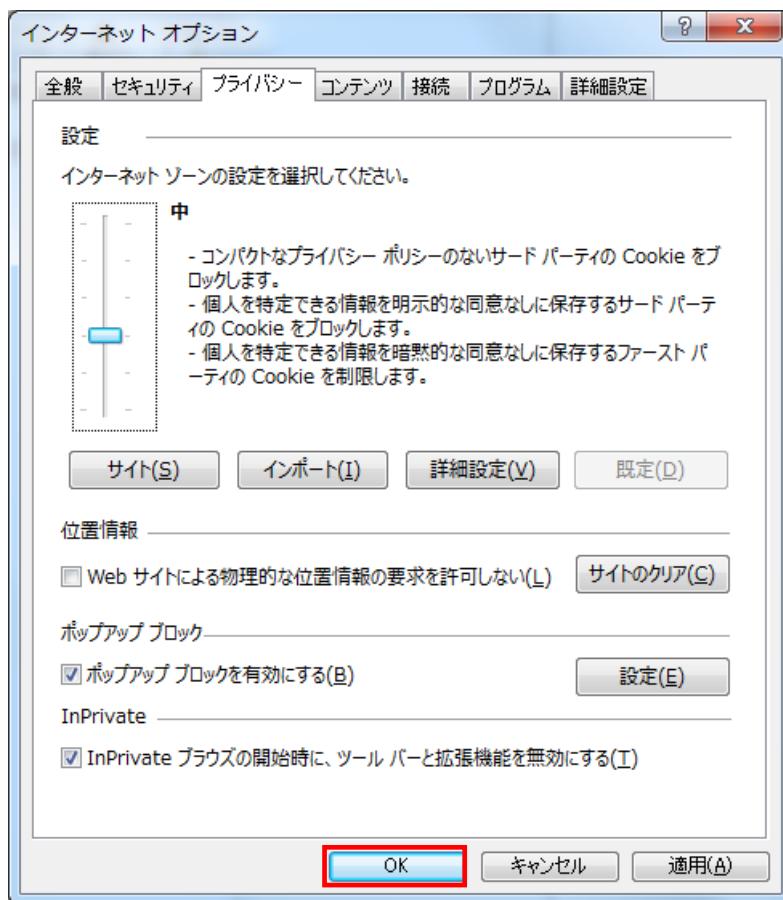 インターネット オプション
全般 セキュリティ プライバシー コンテンツ 接続 プログラム 詳細設定
設定
インターネット ゾーンの設定を選択してください。
中
- コンパクトなプライバシー ポリシーのないサード パーティの Cookie をブ
ロックします。
- 個人を特定できる情報を明示的な同意なしに保存するサード パーテ
ィの Cookie をブロックします。
- 個人を特定できる情報を暗黙的な同意なしに保存するファースト パ
ーティの Cookie を制限します。
サイト(S) インポート(I) 詳細設定(V) 既定(D)
位置情報
Web サイトによる物理的な位置情報の要求を許可しない(L) サイトのクリア(C)
ポップアップ ブロック
ポップアップ ブロックを有効にする(B) 設定(E)
InPrivate
InPrivate ブラウズの開始時に、ツール バーと拡張機能を無効にする(T)
OK キャンセル 適用(A)